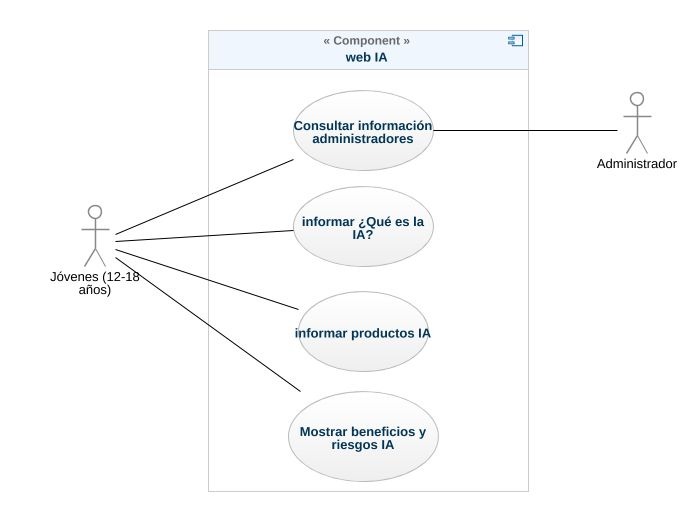 « Component »
web IA
Consultar información
administradores
Administrador
informar ¿Qué es la
IA?
Jóvenes (12-18
años)
informar productos IA
Mostrar beneficios y
riesgos IA